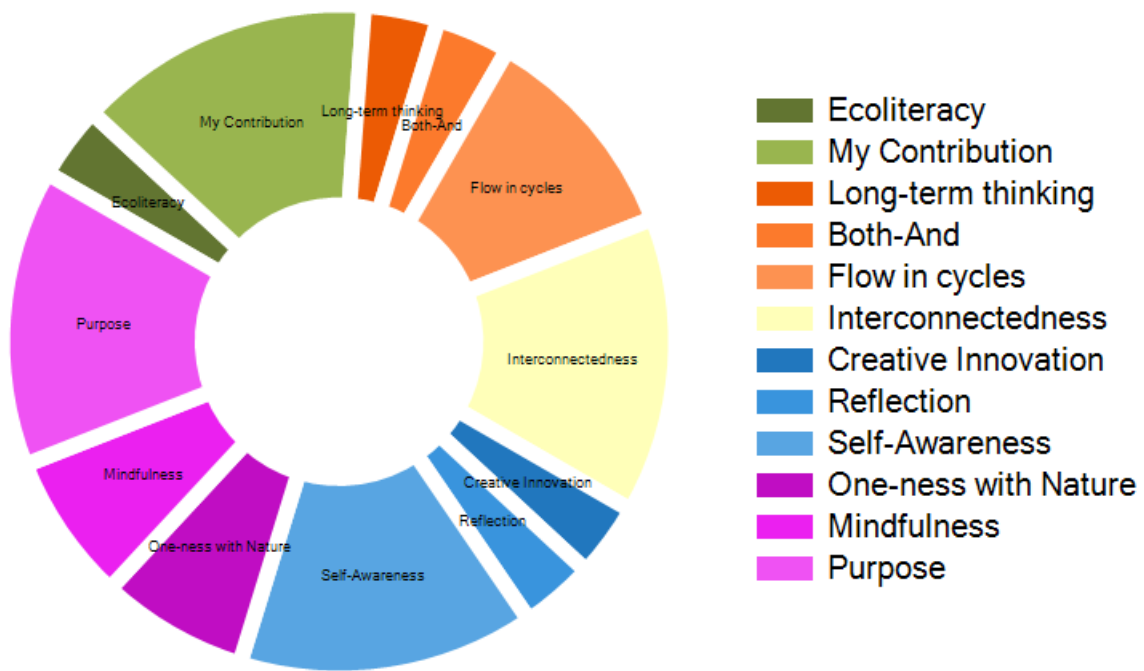 Long-term thinking
My Contribution
Both-And
Flow in cycles
Ecoliteracy
Purpose
Interconnectedness
Mindfulness
Creative Innovation
Reflection
One-ness with Nature
Self-Awareness
Ecoliteracy
My Contribution
Long-term thinking
Both-And
Flow in cycles
Interconnectedness
Creative Innovation
Reflection
Self-Awareness
One-ness with Nature
Mindfulness
Purpose